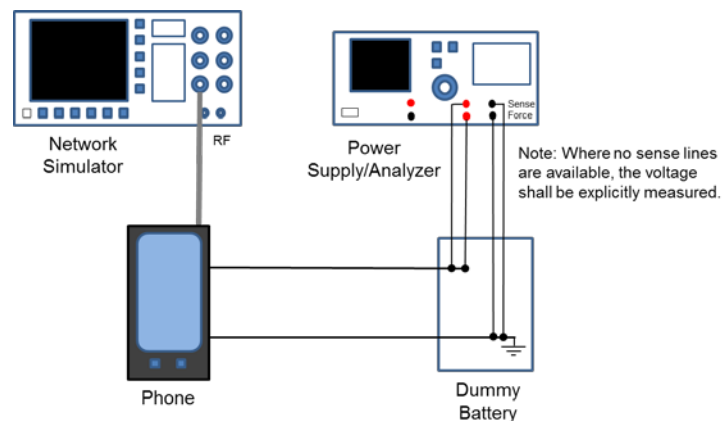 Network
Simulator
RF
Power
Supply/Analyzer
Sense
Force
Note: Where no sense lines
are available, the voltage
shall be explicitly measured.
Phone
Dummy
Battery